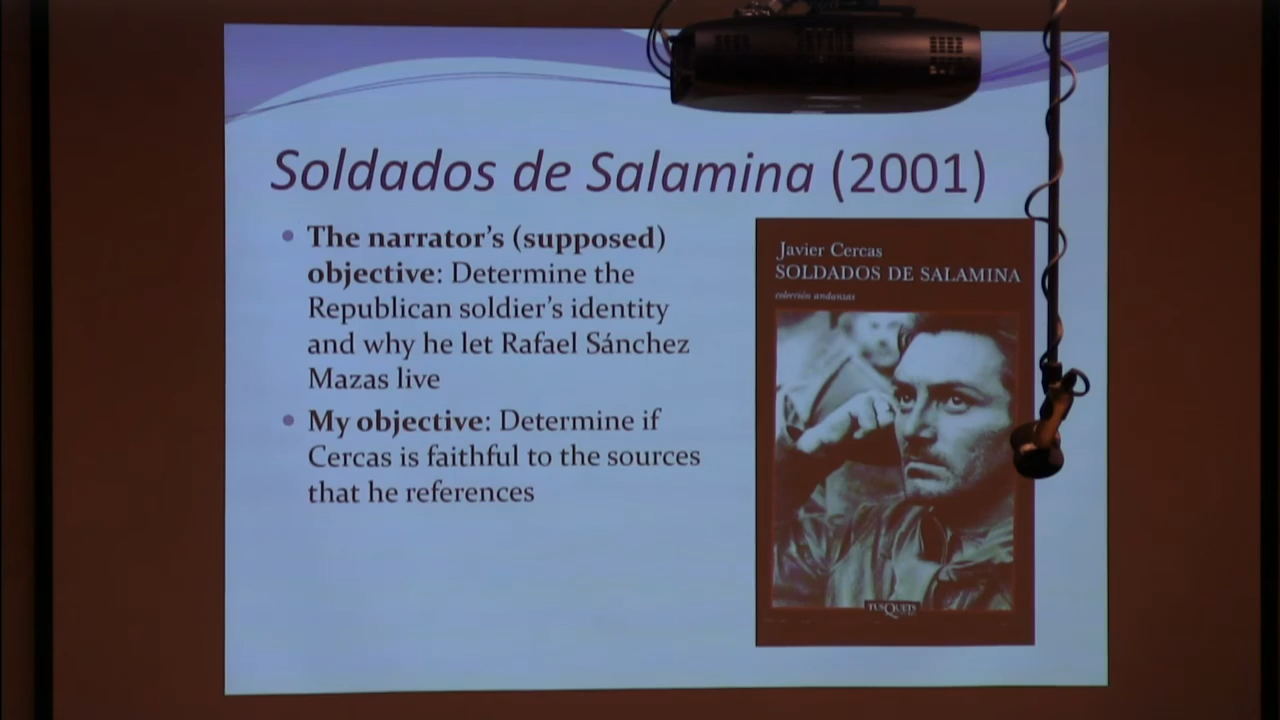 Soldados de Salamina (2001)
The narrator's (supposed)
objective: Determine the
Republican soldier's identity
and why he let Rafael Sánchez
Mazas live
My objective: Determine if
Cercas is faithful to the sources
that he references
Javier Cercas
SOLDADOS DE SALAMINA
colección andanzas
TUSQUETS